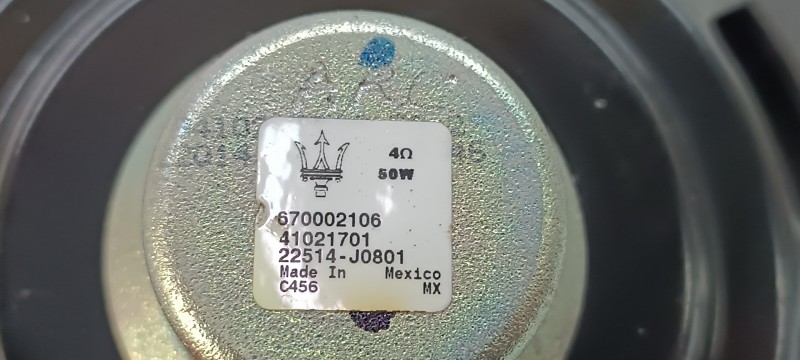 4Ω
50W
670002106
41021701
22514-J0801
Made In Mexico
C456 MX